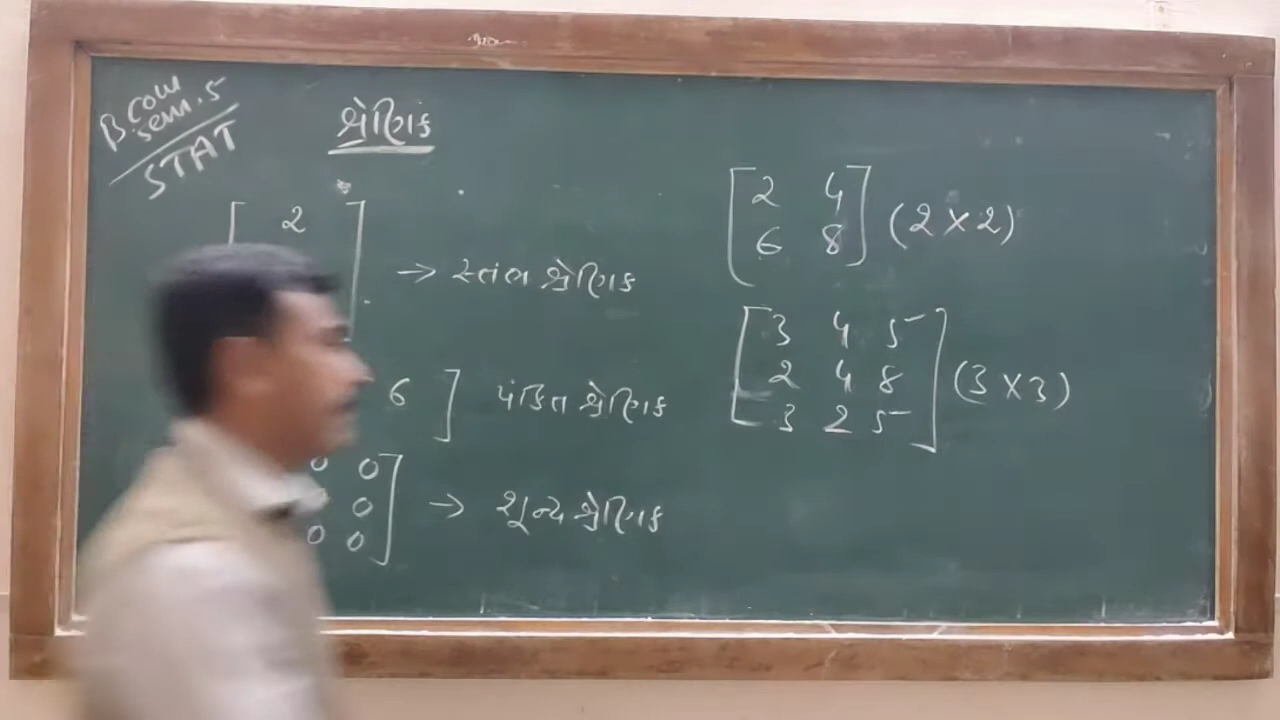 B.com
sem.5
STAT
શ્રેણિક
2
→ સ્તંભ શ્રેણિક
6 ] પંકિત શ્રેણિક
0 0
0 0
0 0
→ શૂન્ય શ્રેણિક
2 4
6 8
(2 × 2)
3 4 5
2 4 8
3 2 5
(3 × 3)